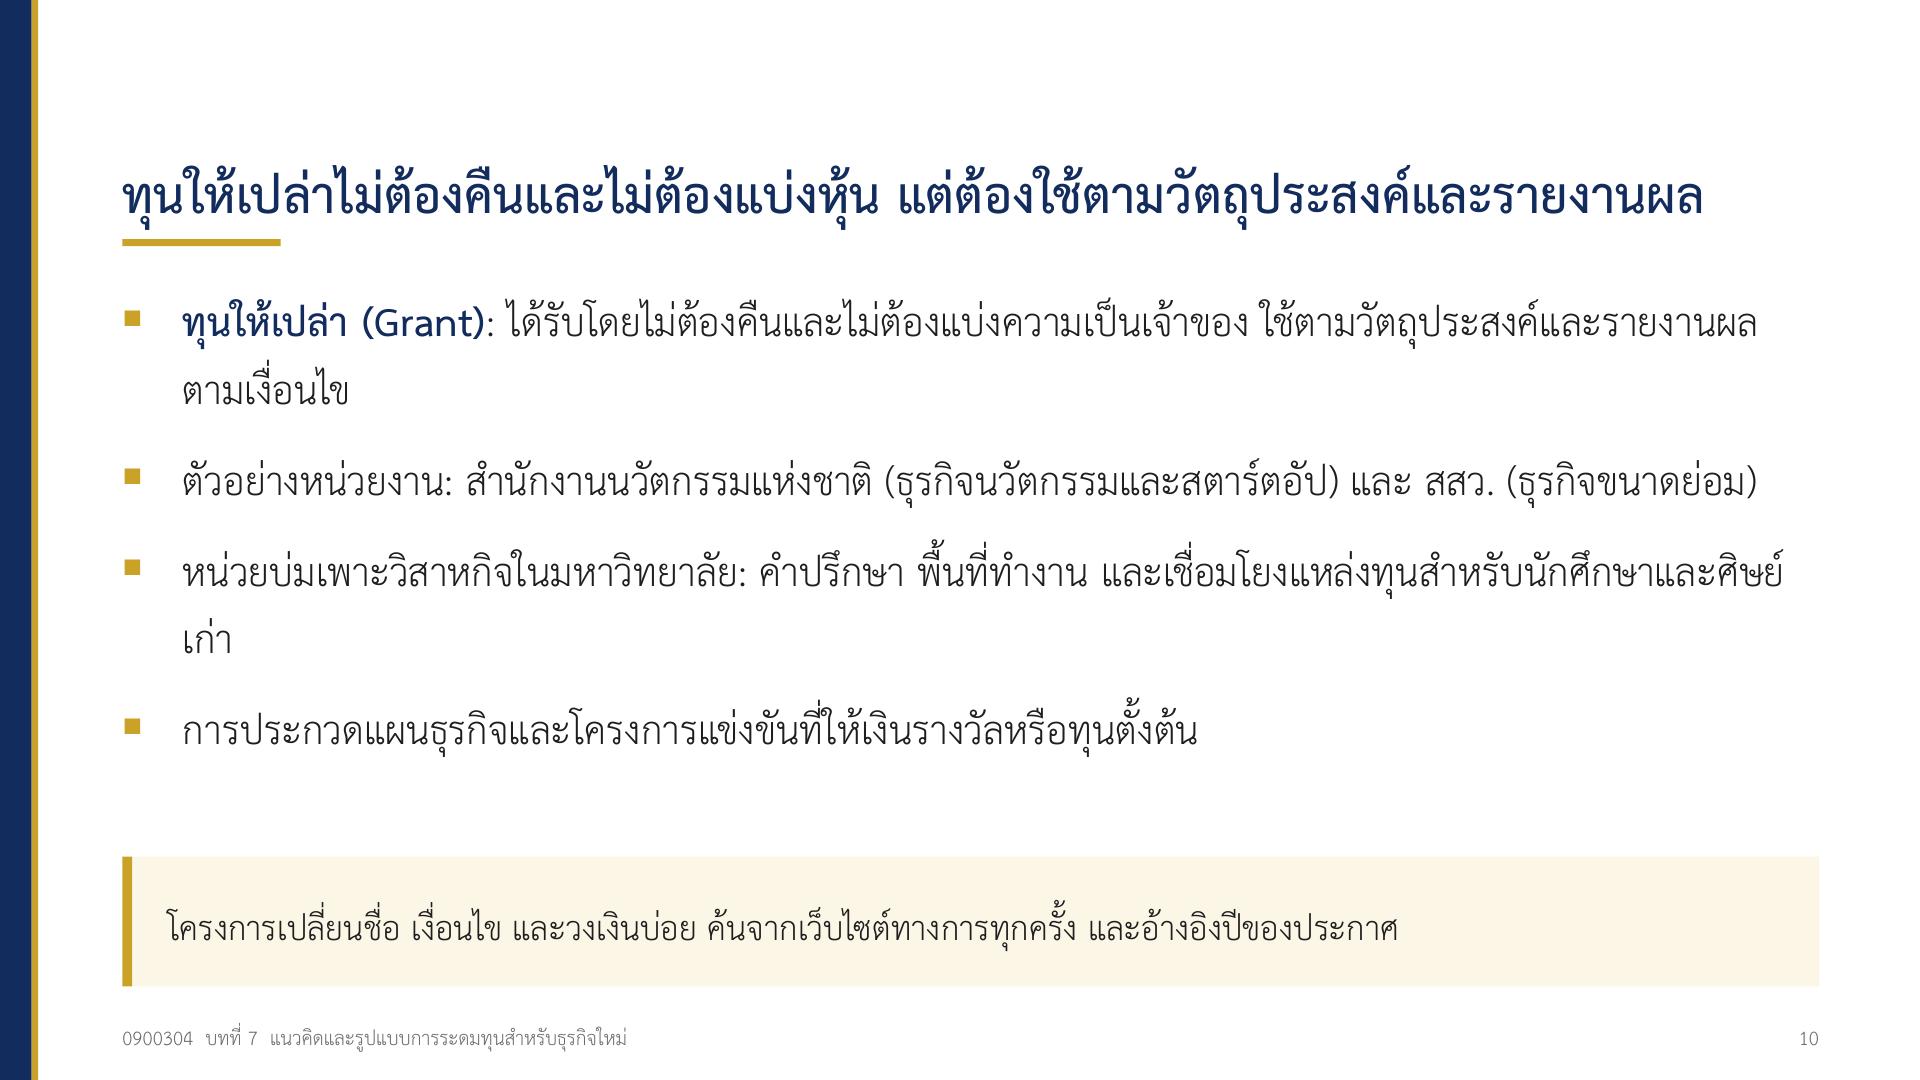 ทุนให้เปล่าไม่ต้องคืนและไม่ต้องแบ่งหุ้น แต่ต้องใช้ตามวัตถุประสงค์และรายงานผล
ทุนให้เปล่า (Grant): ได้รับโดยไม่ต้องคืนและไม่ต้องแบ่งความเป็นเจ้าของ ใช้ตามวัตถุประสงค์และรายงานผล
ตามเงื่อนไข
ตัวอย่างหน่วยงาน: สำนักงานนวัตกรรมแห่งชาติ (ธุรกิจนวัตกรรมและสตาร์ตอัป) และ สสว. (ธุรกิจขนาดย่อม)
หน่วยบ่มเพาะวิสาหกิจในมหาวิทยาลัย: คำปรึกษา พื้นที่ทำงาน และเชื่อมโยงแหล่งทุนสำหรับนักศึกษาและศิษย์
เก่า
การประกวดแผนธุรกิจและโครงการแข่งขันที่ให้เงินรางวัลหรือทุนตั้งต้น
โครงการเปลี่ยนชื่อ เงื่อนไข และวงเงินบ่อย ค้นจากเว็บไซต์ทางการทุกครั้ง และอ้างอิงปีของประกาศ
0900304 บทที่ 7 แนวคิดและรูปแบบการระดมทุนสำหรับธุรกิจใหม่
10